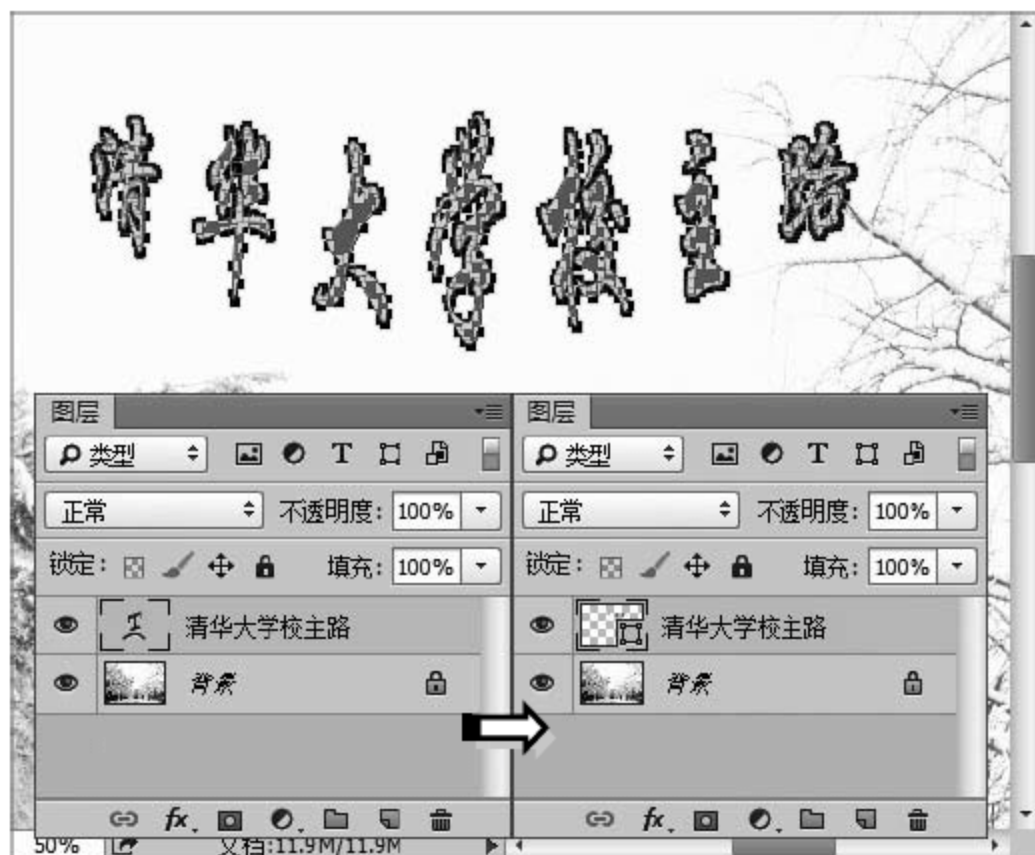 清华大学校主路
图层
类型
T
正常
不透明度: 100%
锁定:
填充: 100%
清华大学校主路
背景
fx
图层
类型
T
正常
不透明度: 100%
锁定:
填充: 100%
清华大学校主路
背景
fx
50%
文档:11.9M/11.9M